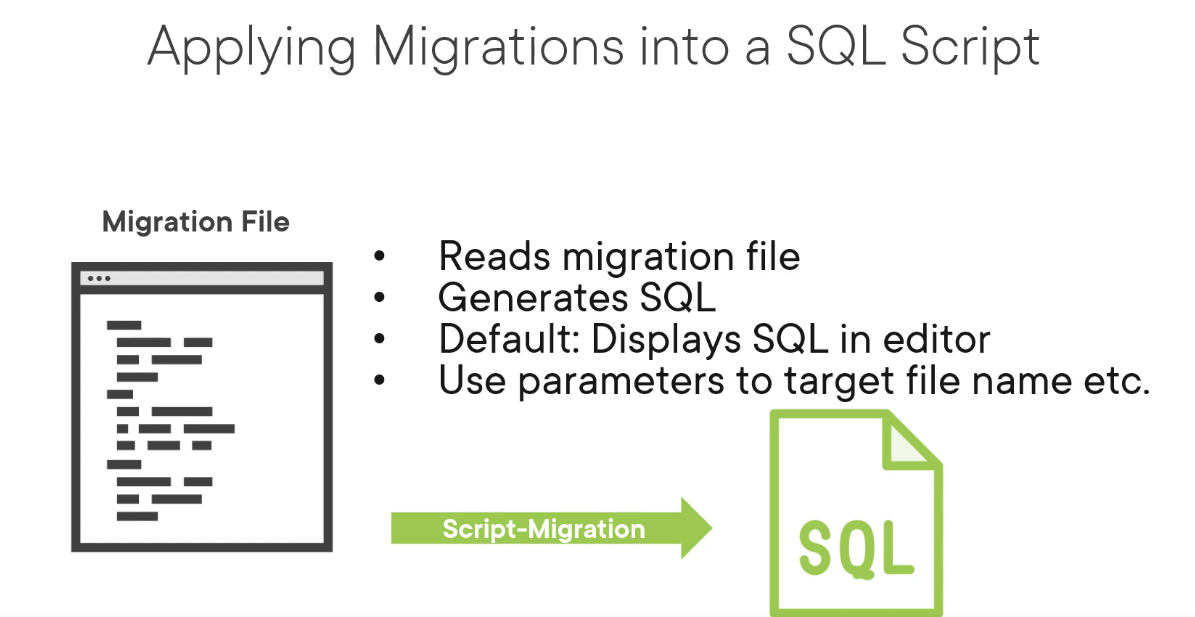 Applying Migrations into a SQL Script
Migration File
• Reads migration file
• Generates SQL
• Default: Displays SQL in editor
• Use parameters to target file name etc.
Script-Migration
SQL